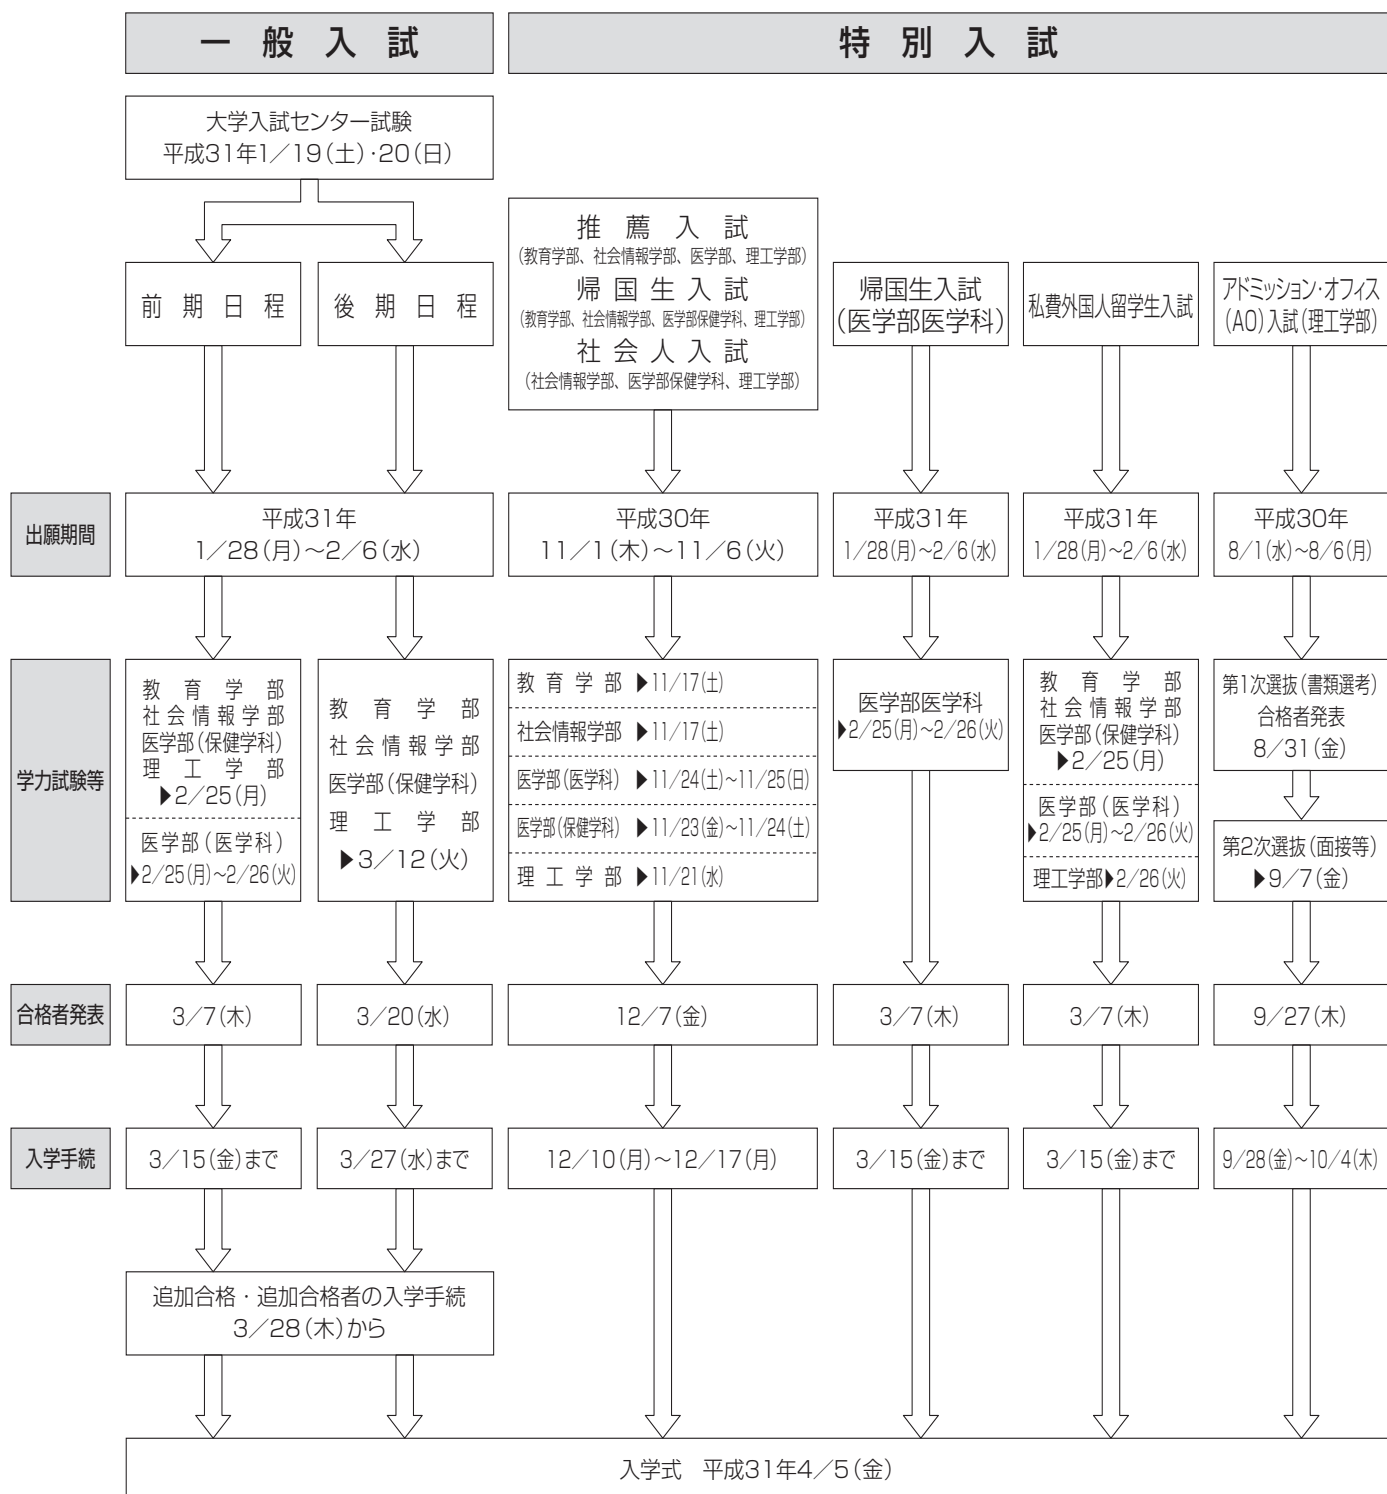 一般入試
特別入試
大学入試センター試験
平成31年1／19(土)・20(日)
前期日程
後期日程
推薦入試
(教育学部、社会情報学部、医学部、理工学部)
帰国生入試
(教育学部、社会情報学部、医学部保健学科、理工学部)
社会人入試
(社会情報学部、医学部保健学科、理工学部)
帰国生入試
(医学部医学科)
私費外国人留学生入試
アドミッション・オフィス
(AO)入試(理工学部)
出願期間
平成31年
1／28(月)～2／6(水)
平成30年
11／1(木)～11／6(火)
平成31年
1／28(月)～2／6(水)
平成31年
1／28(月)～2／6(水)
平成30年
8／1(水)～8／6(月)
学力試験等
教育学部
社会情報学部
医学部(保健学科)
理工学部
▶2／25(月)
医学部(医学科)
▶2／25(月)～2／26(火)
教育学部
社会情報学部
医学部(保健学科)
理工学部
▶3／12(火)
教育学部 ▶11／17(土)
社会情報学部 ▶11／17(土)
医学部(医学科) ▶11／24(土)～11／25(日)
医学部(保健学科) ▶11／23(金)～11／24(土)
理工学部 ▶11／21(水)
医学部医学科
▶2／25(月)～2／26(火)
教育学部
社会情報学部
医学部(保健学科)
▶2／25(月)
医学部(医学科)
▶2／25(月)～2／26(火)
理工学部▶2／26(火)
第1次選抜(書類選考)
合格者発表
8／31(金)
第2次選抜(面接等)
▶9／7(金)
合格者発表
3／7(木)
3／20(水)
12／7(金)
3／7(木)
3／7(木)
9／27(木)
入学手続
3／15(金)まで
3／27(水)まで
12／10(月)～12／17(月)
3／15(金)まで
3／15(金)まで
9／28(金)～10／4(木)
追加合格・追加合格者の入学手続
3／28(木)から
入学式　平成31年4／5(金)